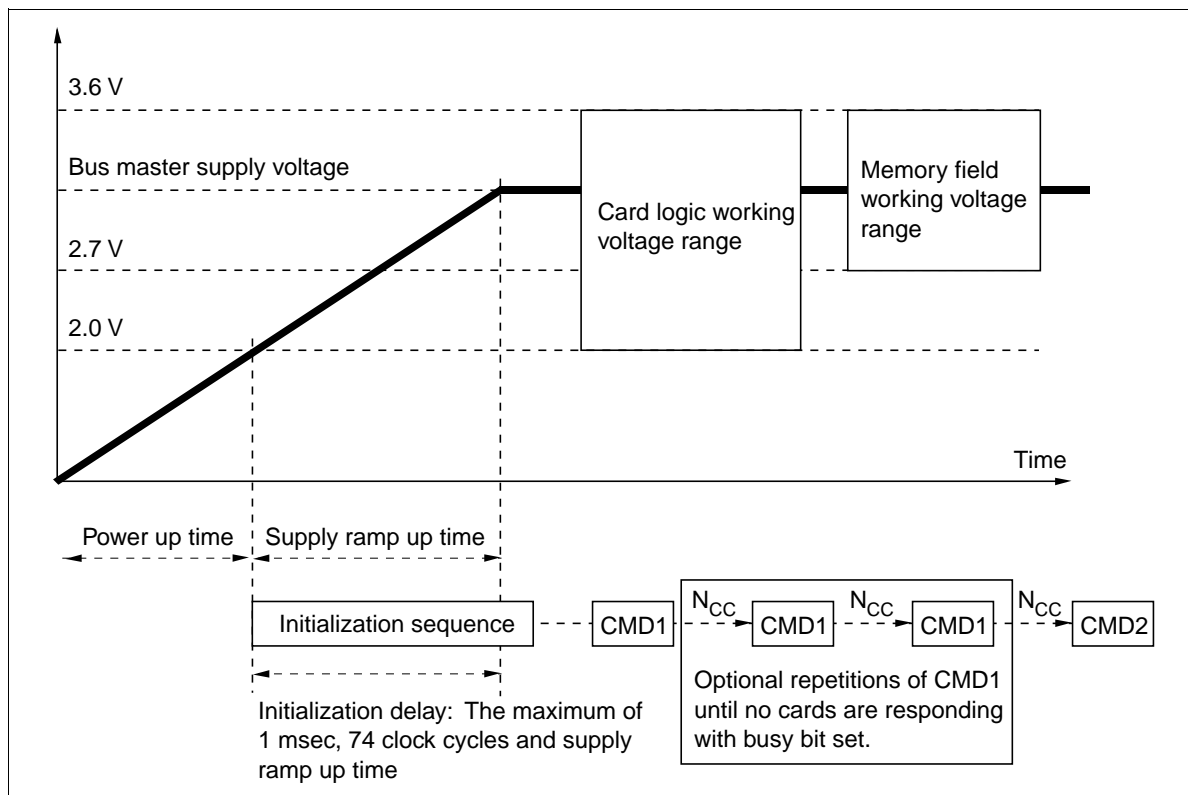 3.6 V
Bus master supply voltage
2.7 V
2.0 V
Card logic working
voltage range
Memory field
working voltage
range
Time
Power up time
Supply ramp up time
Initialization sequence
CMD1
N_CC
CMD1
N_CC
CMD1
N_CC
CMD2
Optional repetitions of CMD1
until no cards are responding
with busy bit set.
Initialization delay: The maximum of
1 msec, 74 clock cycles and supply
ramp up time